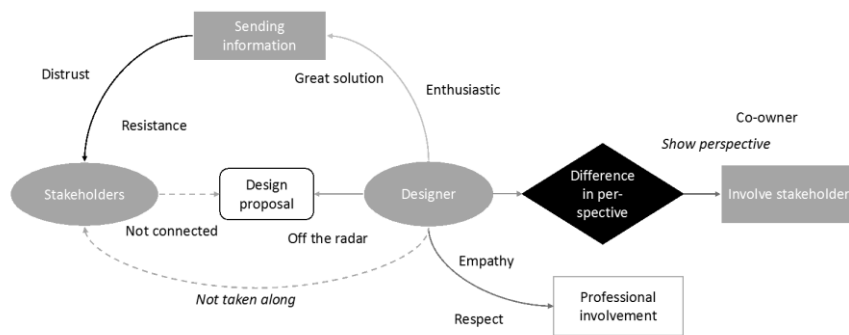 Sending
information
Distrust
Great solution
Enthusiastic
Resistance
Co-owner
Show perspective
Stakeholders
Design
proposal
Designer
Difference
in per-
spective
Involve stakeholder
Not connected
Off the radar
Empathy
Not taken along
Respect
Professional
involvement